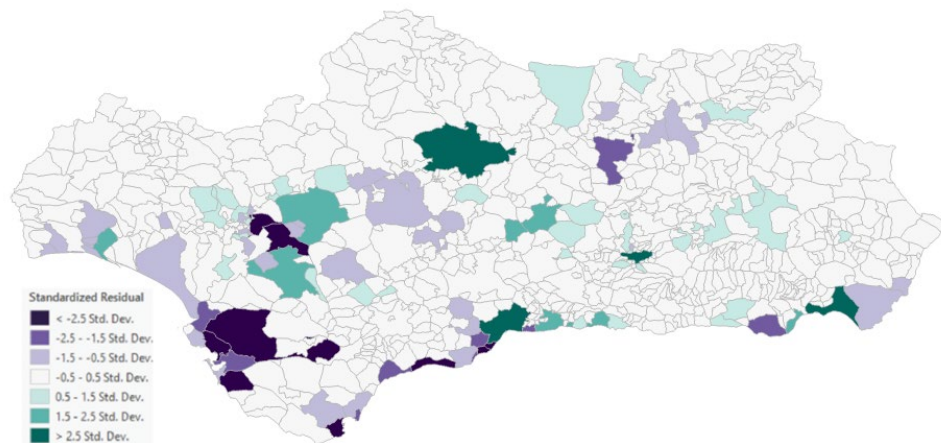 Standardized Residual
< -2.5 Std. Dev.
-2.5 - -1.5 Std. Dev.
-1.5 - -0.5 Std. Dev.
-0.5 - 0.5 Std. Dev.
0.5 - 1.5 Std. Dev.
1.5 - 2.5 Std. Dev.
> 2.5 Std. Dev.